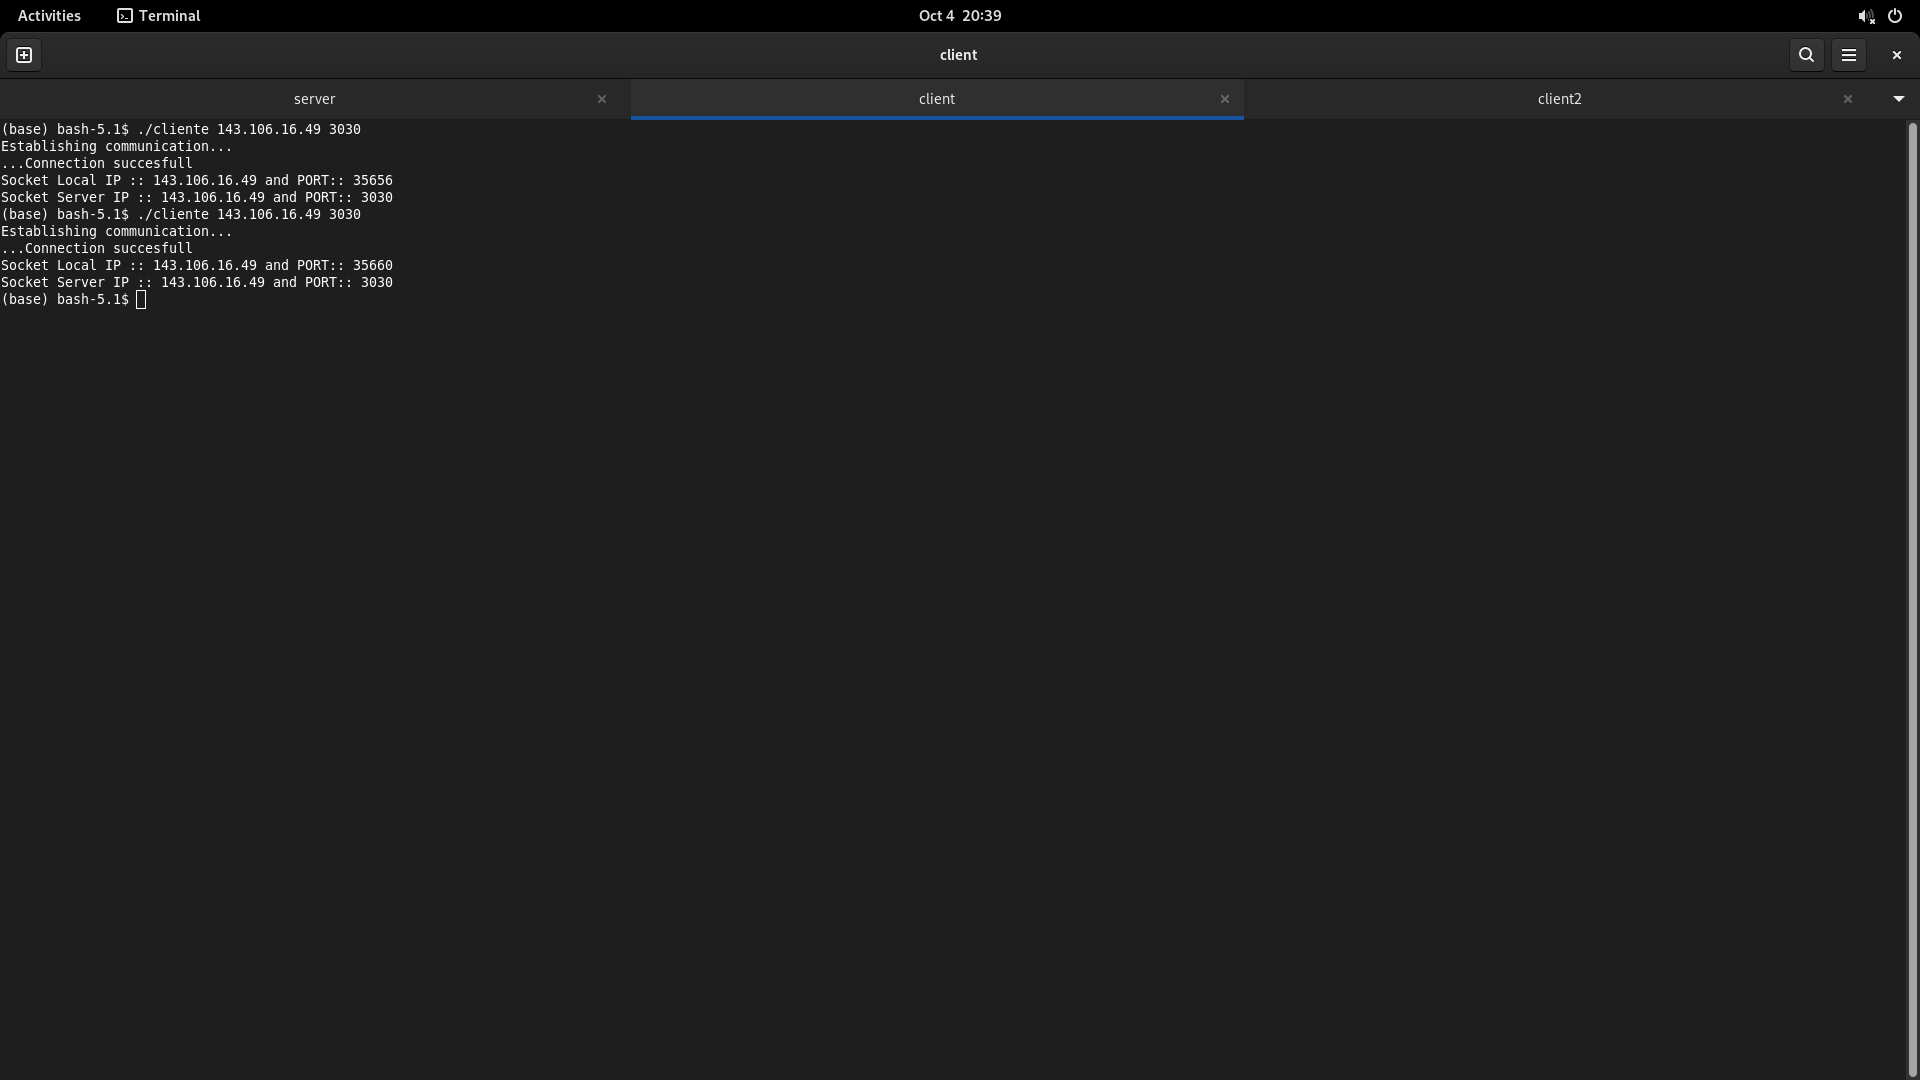 Activities Terminal Oct 4 20:39
client
server client client2
(base) bash-5.1$ ./cliente 143.106.16.49 3030
Establishing communication...
...Connection succesfull
Socket Local IP :: 143.106.16.49 and PORT:: 35656
Socket Server IP :: 143.106.16.49 and PORT:: 3030
(base) bash-5.1$ ./cliente 143.106.16.49 3030
Establishing communication...
...Connection succesfull
Socket Local IP :: 143.106.16.49 and PORT:: 35660
Socket Server IP :: 143.106.16.49 and PORT:: 3030
(base) bash-5.1$